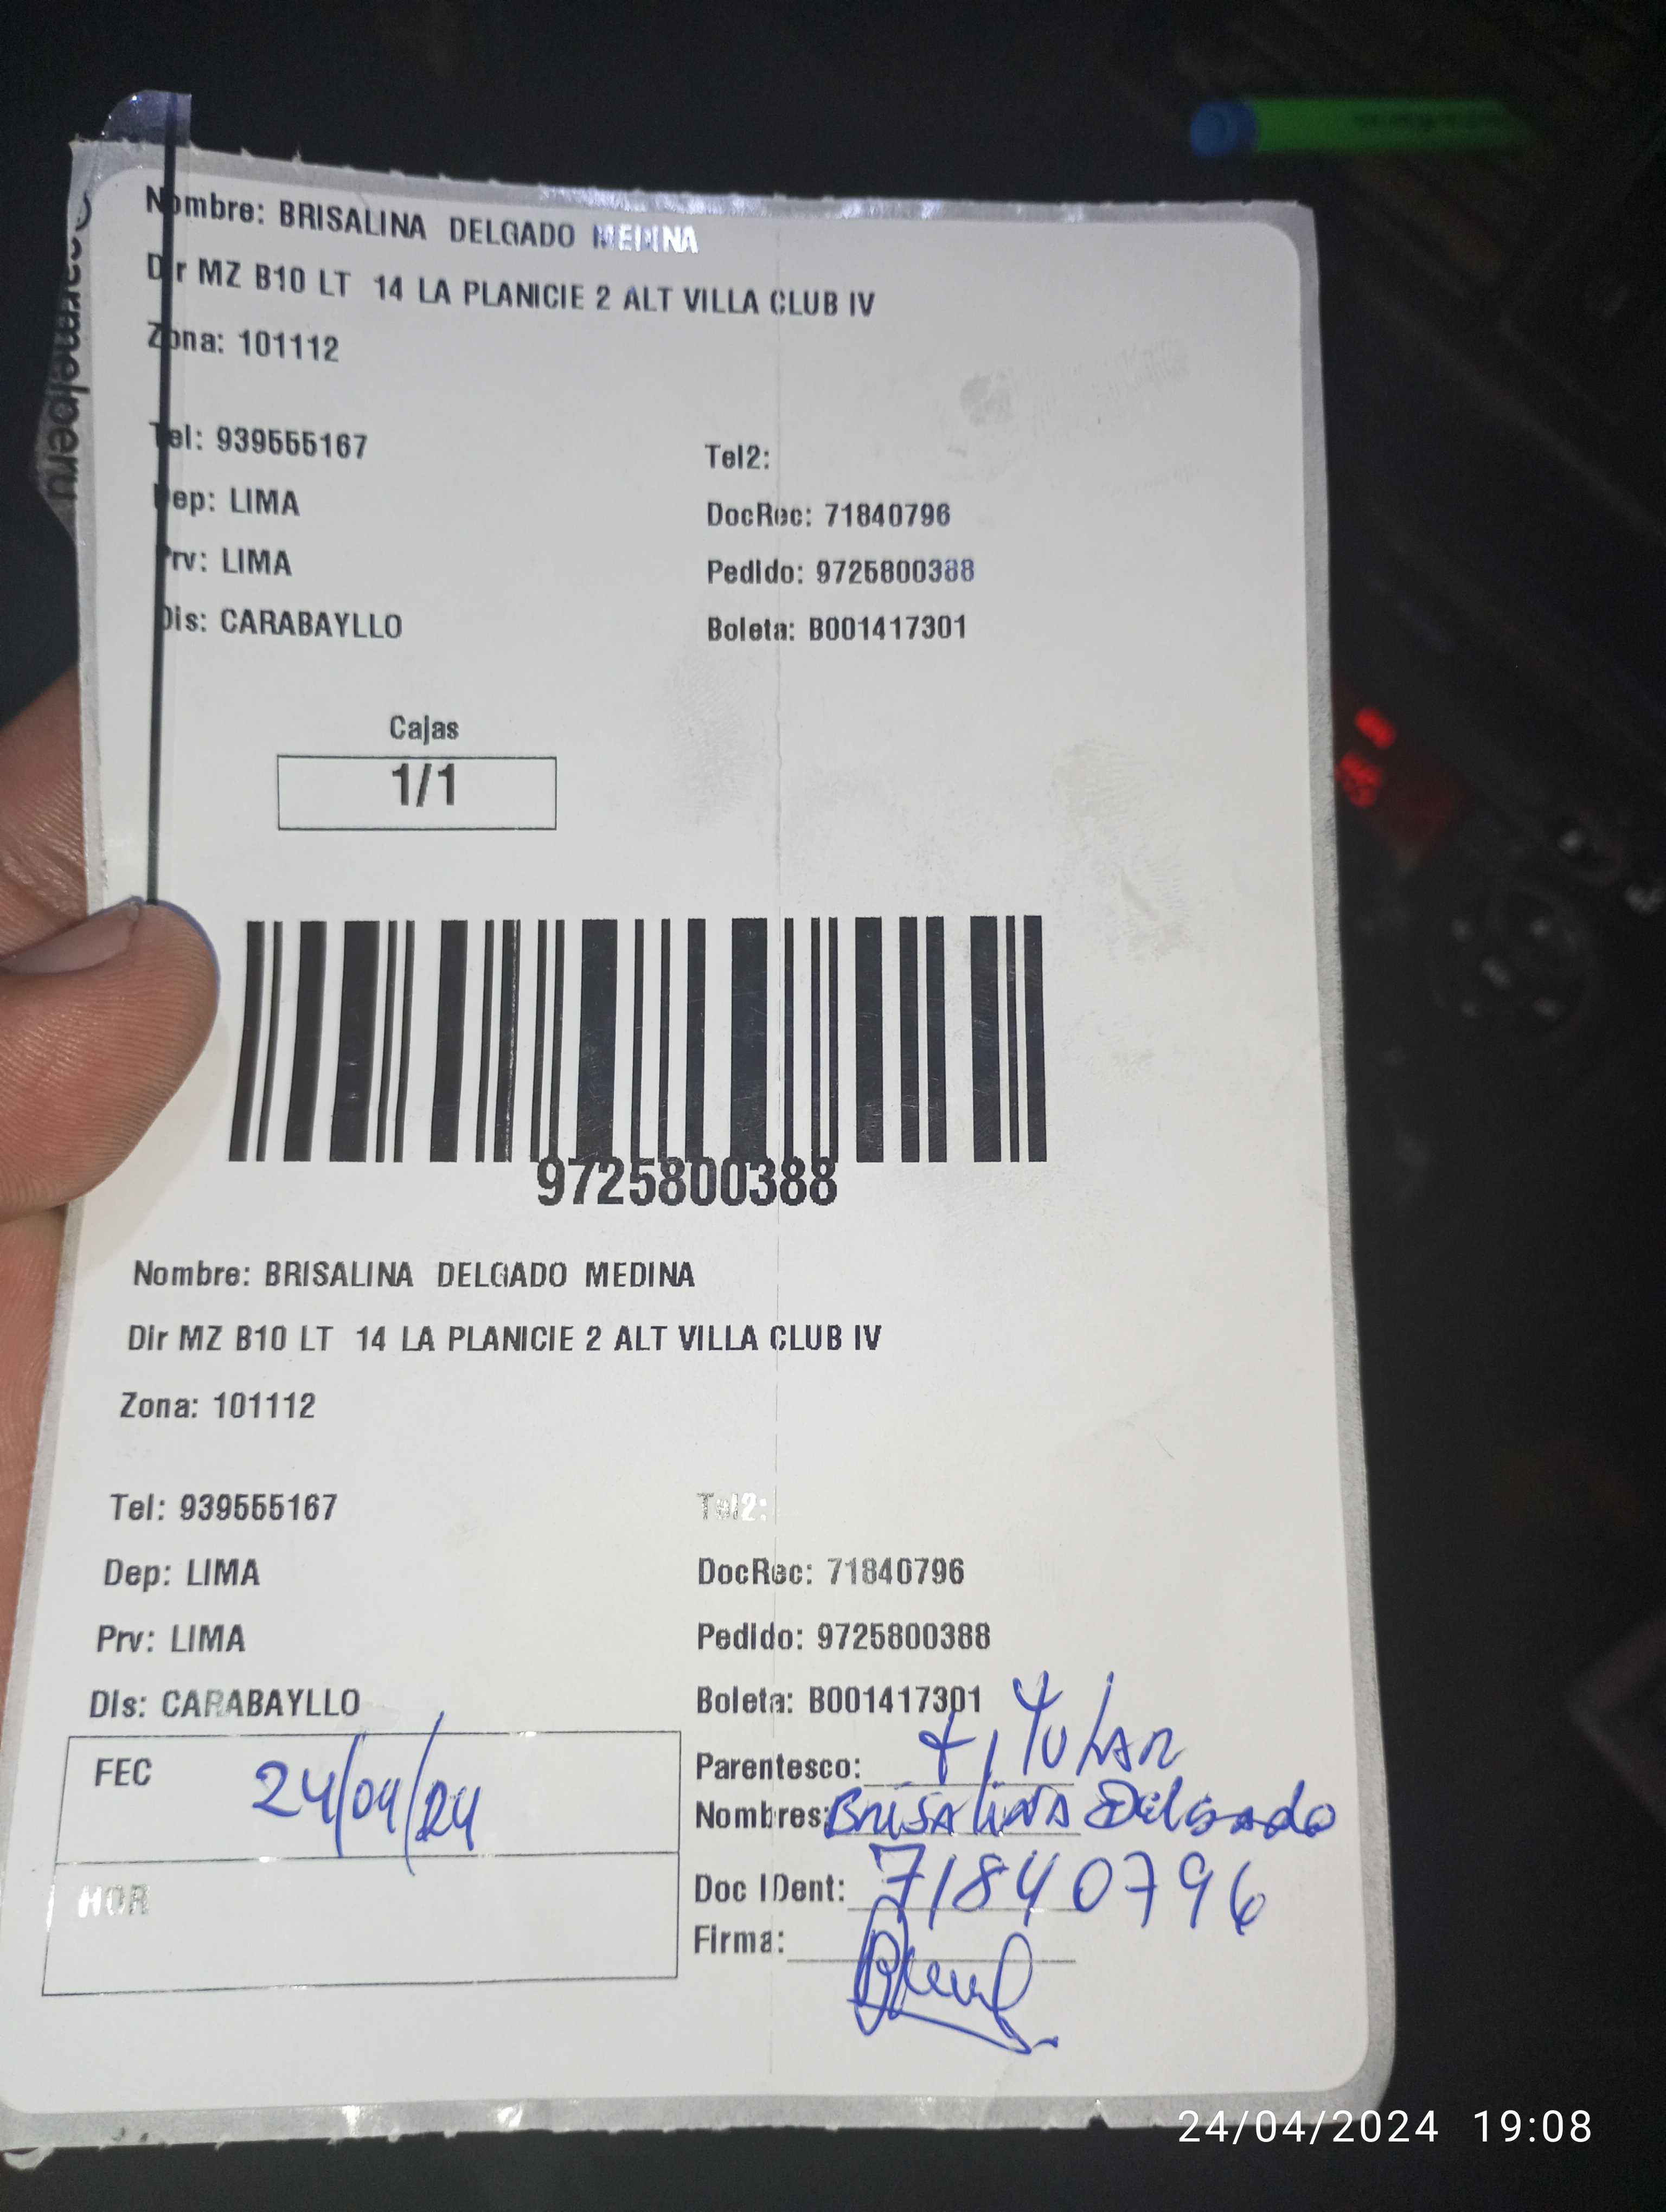 carmelperu
Nombre: BRISALINA DELGADO MEDINA
Dir MZ B10 LT 14 LA PLANICIE 2 ALT VILLA CLUB IV
Zona: 101112
Tel: 939555167
Tel2:
Dep: LIMA
DocRec: 71840796
Prv: LIMA
Pedido: 9725800388
Dis: CARABAYLLO
Boleta: B001417301
Cajas
1/1
9725800388
Nombre: BRISALINA DELGADO MEDINA
Dir MZ B10 LT 14 LA PLANICIE 2 ALT VILLA CLUB IV
Zona: 101112
Tel: 939555167
Tel2:
Dep: LIMA
DocRec: 71840796
Prv: LIMA
Pedido: 9725800388
Dis: CARABAYLLO
Boleta: B001417301
FEC 24/04/24
Parentesco: titular
Nombres: Brisalina Delgado
HOR
Doc IDent: 71840796
Firma:
24/04/2024 19:08